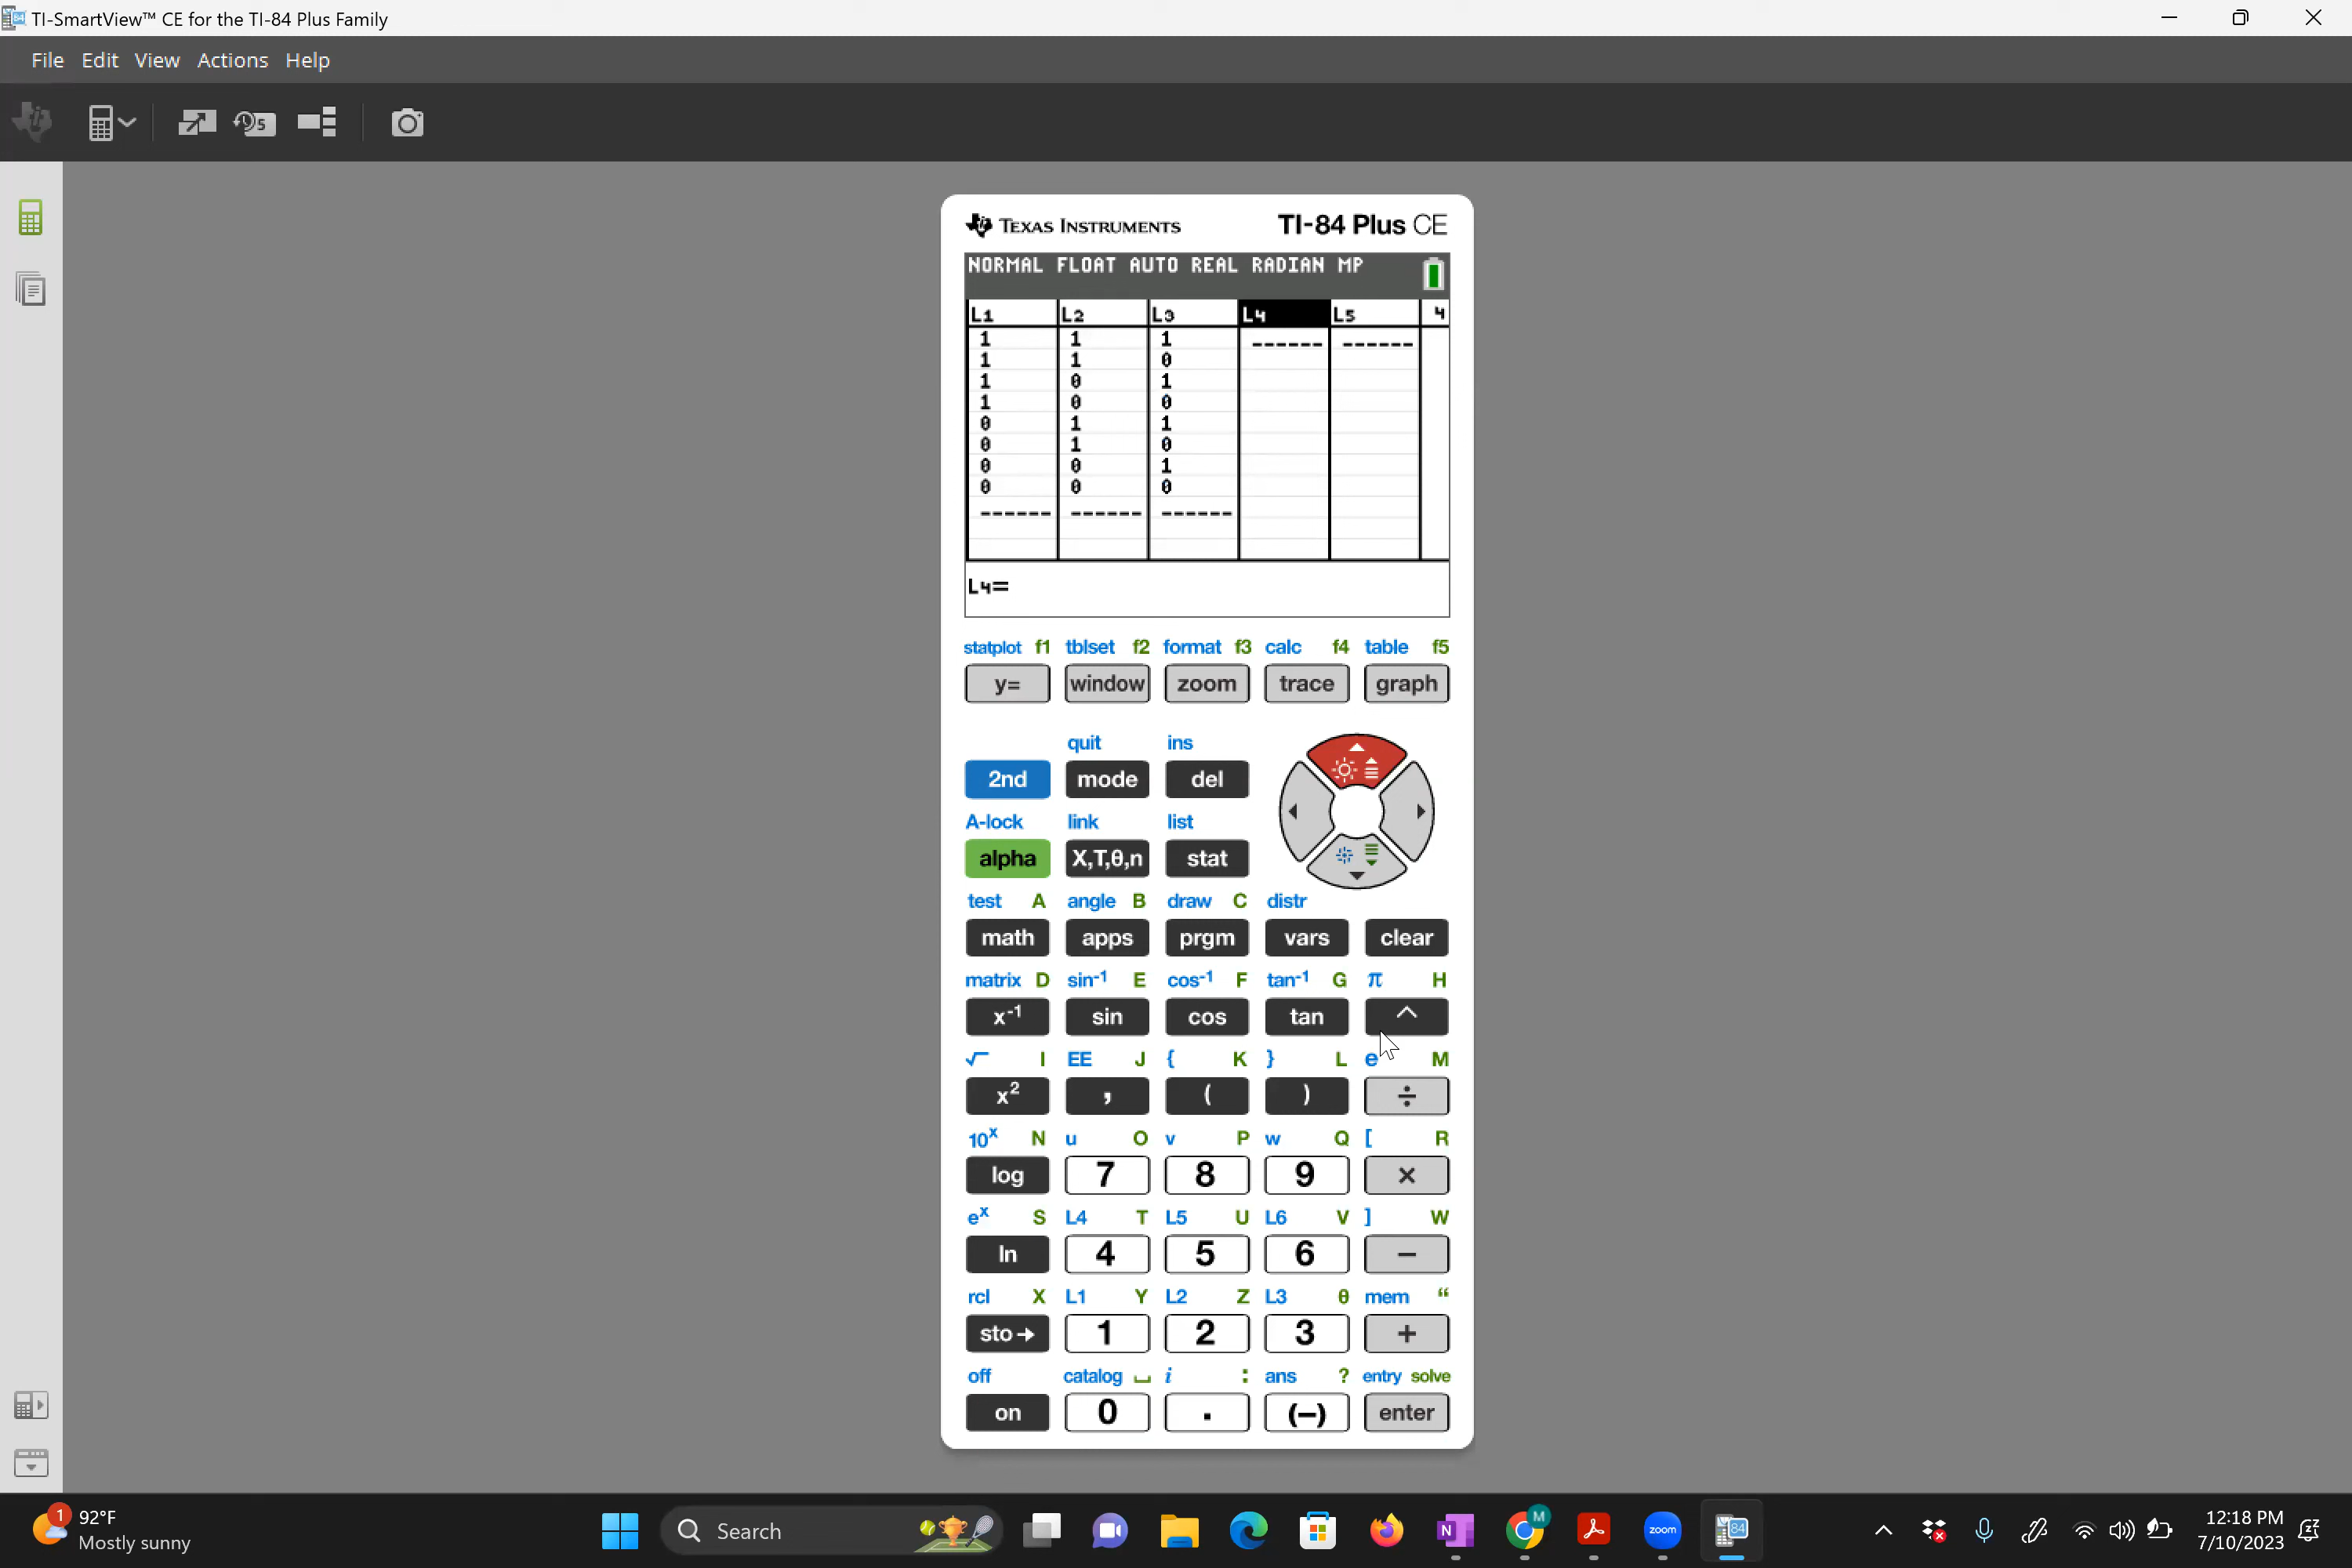 TI-SmartView™ CE for the TI-84 Plus Family
File Edit View Actions Help
5
TEXAS INSTRUMENTS TI-84 Plus CE
NORMAL FLOAT AUTO REAL RADIAN MP
L1 L2 L3 L4 L5 4
1 1 1 ------ ------
1 1 0
1 0 1
1 0 0
0 1 1
0 1 0
0 0 1
0 0 0
------ ------ ------
L4=
statplot f1 tblset f2 format f3 calc f4 table f5
y= window zoom trace graph
quit ins
2nd mode del
A-lock link list
alpha X,T,θ,n stat
test A angle B draw C distr
math apps prgm vars clear
matrix D sin-1 E cos-1 F tan-1 G π H
x-1 sin cos tan ^
√ I EE J { K } L e M
x2 , ( ) ÷
10x N u O v P w Q [ R
log 7 8 9 ×
ex S L4 T L5 U L6 V ] W
ln 4 5 6 −
rcl X L1 Y L2 Z L3 θ mem “
sto→ 1 2 3 +
off catalog ⎵ i : ans ? entry solve
on 0 . (−) enter
1 92°F
Mostly sunny
Search
N
M
zoom
84
12:18 PM
7/10/2023